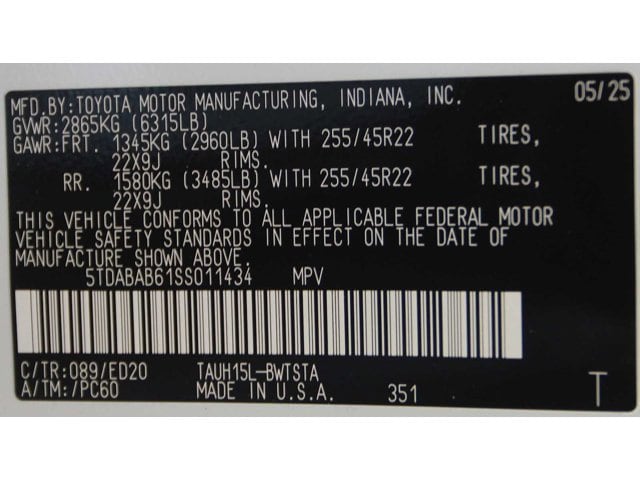 MFD.BY:TOYOTA MOTOR MANUFACTURING, INDIANA, INC. 05/25
GVWR:2865KG (6315LB)
GAWR:FRT. 1345KG (2960LB) WITH 255/45R22 TIRES,
22X9J RIMS.
RR. 1580KG (3485LB) WITH 255/45R22 TIRES,
22X9J RIMS.
THIS VEHICLE CONFORMS TO ALL APPLICABLE FEDERAL MOTOR
VEHICLE SAFETY STANDARDS IN EFFECT ON THE DATE OF
MANUFACTURE SHOWN ABOVE.
5TDABAB61SS011434 MPV
C/TR:089/ED20 TAUH15L-BWTSTA
A/TM:/PC60 MADE IN U.S.A. 351 T